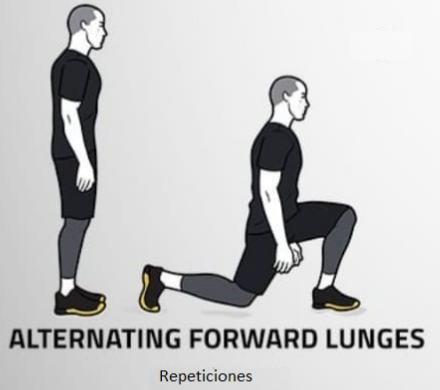 ALTERNATING FORWARD LUNGES
Repeticiones